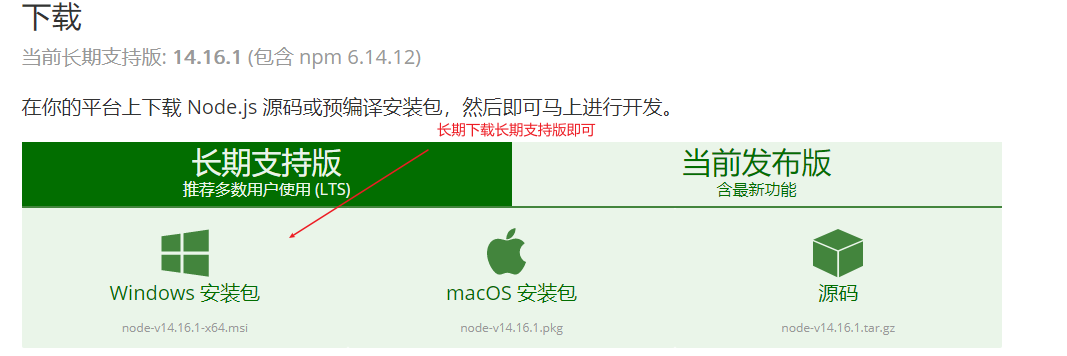 下载
当前长期支持版: 14.16.1 (包含 npm 6.14.12)
在你的平台上下载 Node.js 源码或预编译安装包，然后即可马上进行开发。
长期下载长期支持版即可
长期支持版
推荐多数用户使用 (LTS)
当前发布版
含最新功能
Windows 安装包
node-v14.16.1-x64.msi
macOS 安装包
node-v14.16.1.pkg
源码
node-v14.16.1.tar.gz